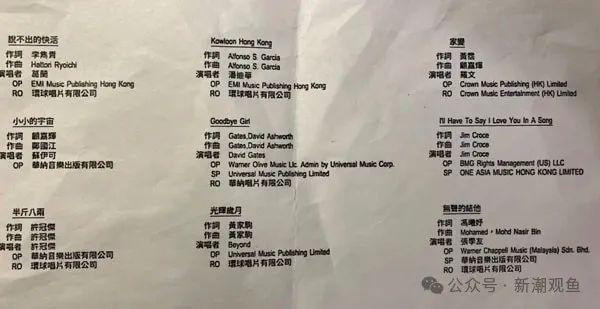 說不出的快活
作詞 李雋青
作曲 Hattori Ryoichi
演唱者 葛蘭
OP EMI Music Publishing Hong Kong
RO 環球唱片有限公司
小小的宇宙
作詞 顧嘉輝
作曲 鄭國江
演唱者 蘇伊可
OP 華納音樂出版有限公司
半斤八兩
作詞 許冠傑
作曲 許冠傑
演唱者 許冠傑
OP 華納音樂出版有限公司
RO 環球唱片有限公司
Kowloon Hong Kong
作詞 Alfonso S. Garcia
作曲 Alfonso S. Garcia
演唱者 潘迪華
OP EMI Music Publishing Hong Kong
RO 環球唱片有限公司
Goodbye Girl
作詞 Gates,David Ashworth
作曲 Gates,David Ashworth
演唱者 David Gates
OP Warner Olive Music Llc. Admin by Universal Music Corp.
SP Universal Music Publishing Limited
RO 華納唱片有限公司
光輝歲月
作詞 黃家駒
作曲 黃家駒
演唱者 Beyond
OP Universal Music Publishing Limited
RO 環球唱片有限公司
家變
作詞 黃霑
作曲 顧嘉煇
演唱者 羅文
OP Crown Music Publishing (HK) Limited
RO Crown Music Entertainment (HK) Limited
I'll Have To Say I Love You In A Song
作詞 Jim Croce
作曲 Jim Croce
演唱者 Jim Croce
OP BMG Rights Management (US) LLC
SP ONE ASIA MUSIC HONG KONG LIMITED
無聲的結他
作詞 馮曦妤
作曲 Mohamed, Mohd Nasir Bin
演唱者 張學友
OP Warner Chappell Music (Malaysia) Sdn. Bhd.
SP 華納音樂出版有限公司
RO 環球唱片有限公司
公众号·新潮观鱼